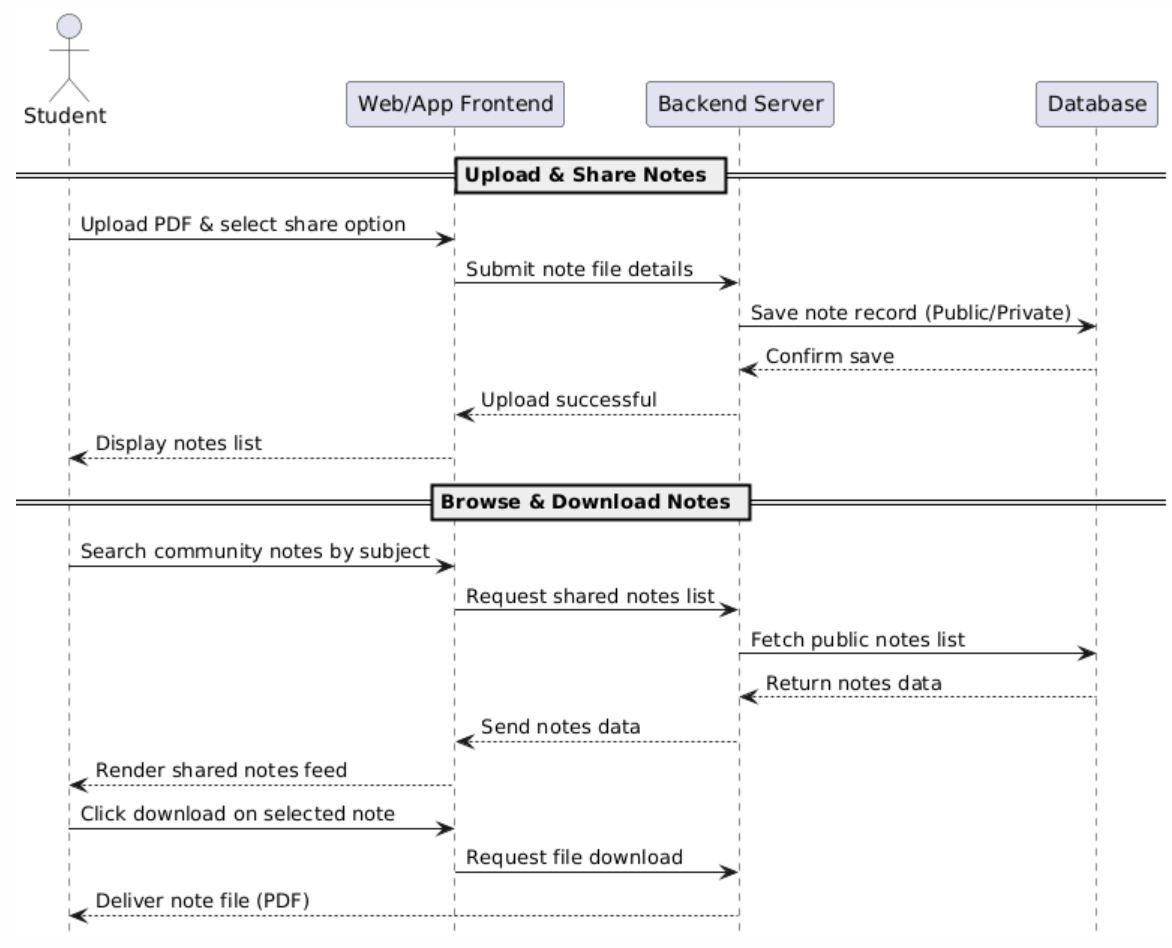 Student
Web/App Frontend
Backend Server
Database
Upload & Share Notes
Upload PDF & select share option
Submit note file details
Save note record (Public/Private)
Confirm save
Upload successful
Display notes list
Browse & Download Notes
Search community notes by subject
Request shared notes list
Fetch public notes list
Return notes data
Send notes data
Render shared notes feed
Click download on selected note
Request file download
Deliver note file (PDF)